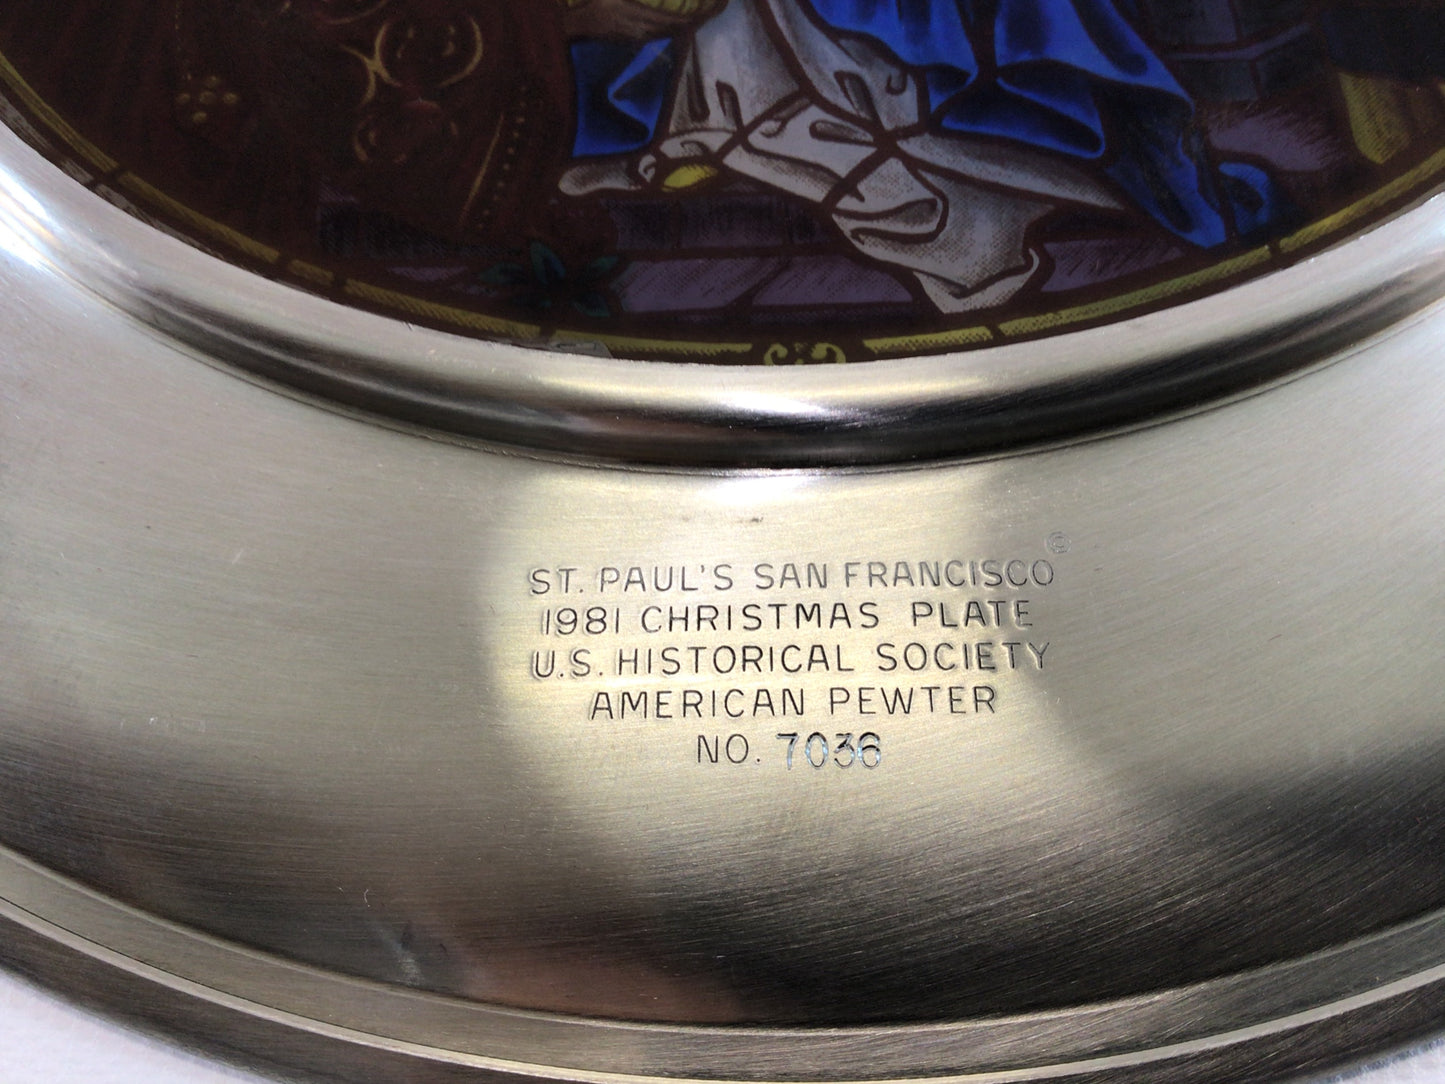 ST. PAUL'S SAN FRANCISCO ©
1981 CHRISTMAS PLATE
U.S. HISTORICAL SOCIETY
AMERICAN PEWTER
NO. 7036